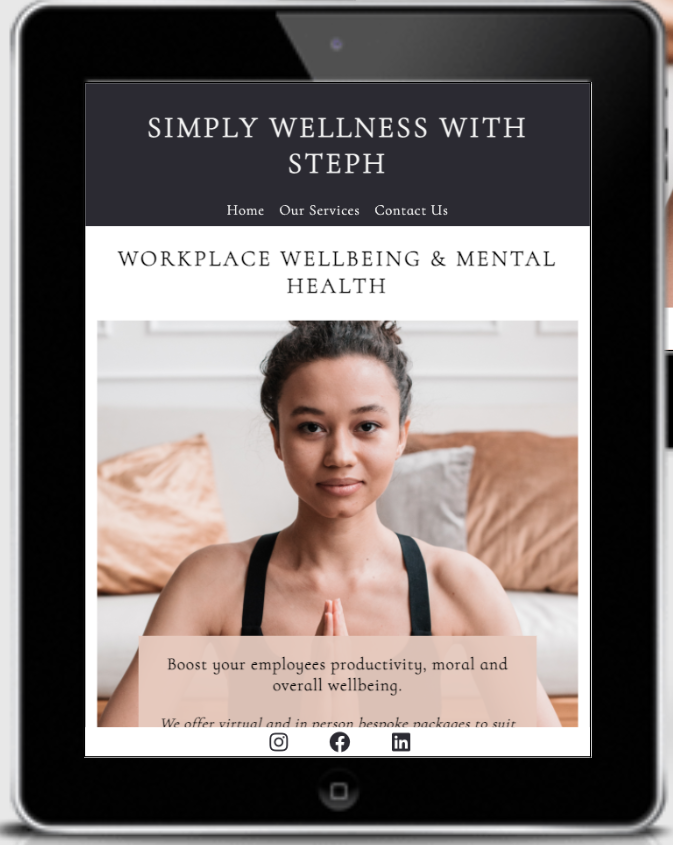 SIMPLY WELLNESS WITH
STEPH
Home Our Services Contact Us
WORKPLACE WELLBEING & MENTAL
HEALTH
Boost your employees productivity, moral and
overall wellbeing.
We offer virtual and in person bespoke packages to suit